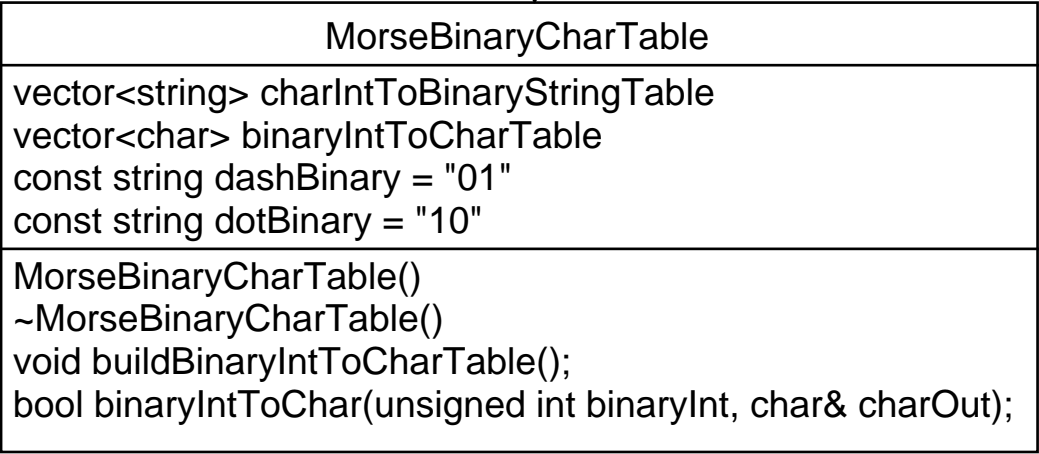 MorseBinaryCharTable
vector<string> charIntToBinaryStringTable
vector<char> binaryIntToCharTable
const string dashBinary = "01"
const string dotBinary = "10"
MorseBinaryCharTable()
~MorseBinaryCharTable()
void buildBinaryIntToCharTable();
bool binaryIntToChar(unsigned int binaryInt, char& charOut);